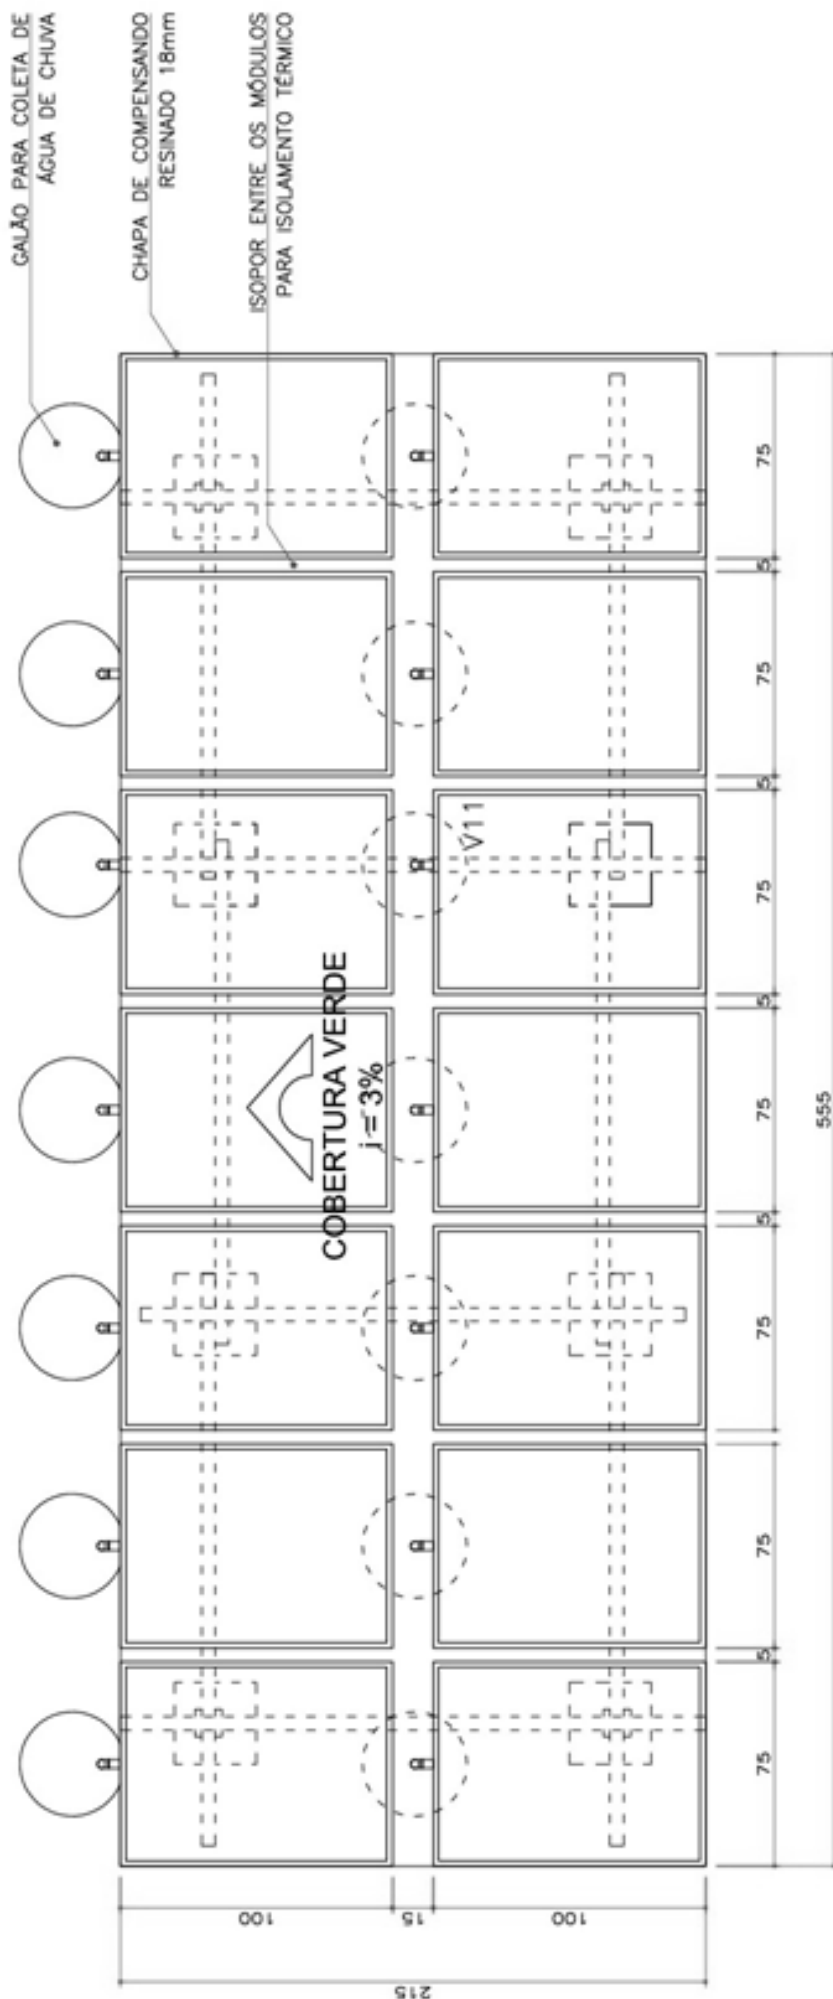 GALÃO PARA COLETA DE
ÁGUA DE CHUVA
CHAPA DE COMPENSANDO
RESINADO 18mm
ISOPOR ENTRE OS MÓDULOS
PARA ISOLAMENTO TÉRMICO
COBERTURA VERDE
i = 3%
V11
75
5
75
5
75
5
75
5
75
5
75
5
75
555
100
15
100
215